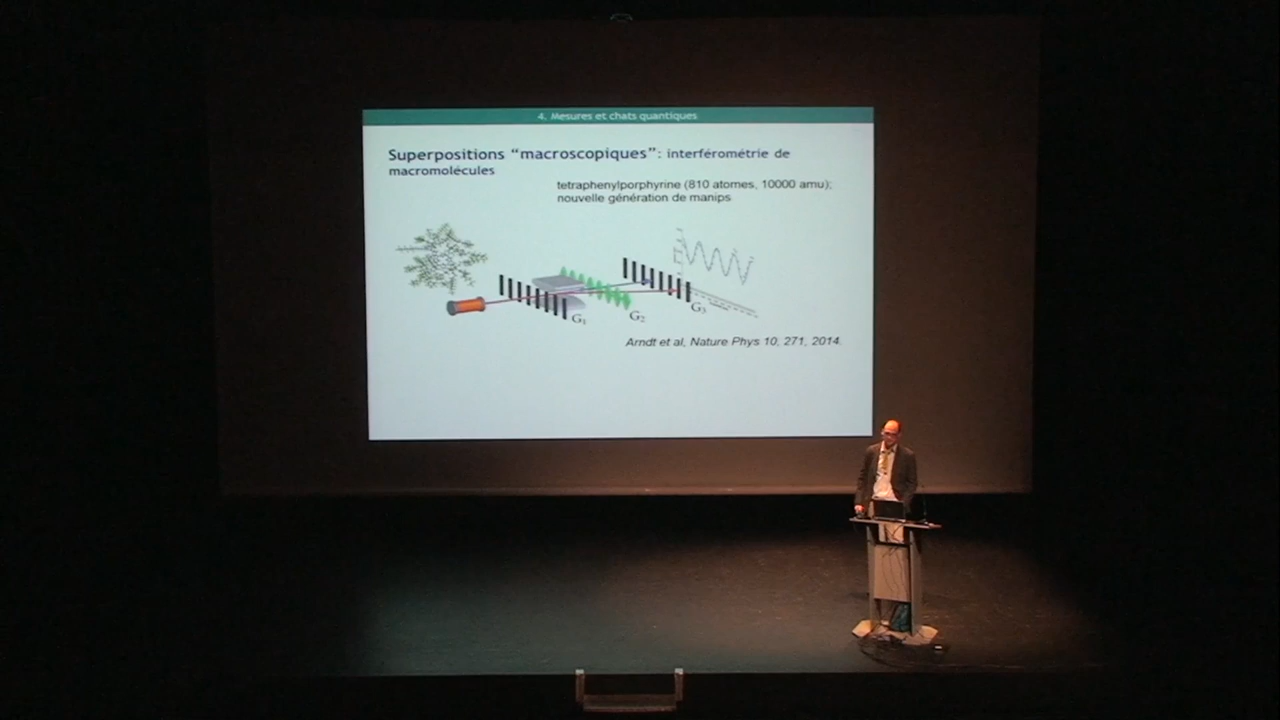 4. Mesures et chats quantiques
Superpositions “macroscopiques”: interférométrie de
macromolécules
tetraphenylporphyrine (810 atomes, 10000 amu);
nouvelle génération de manips
G1
G2
G3
Arndt et al, Nature Phys 10, 271, 2014.